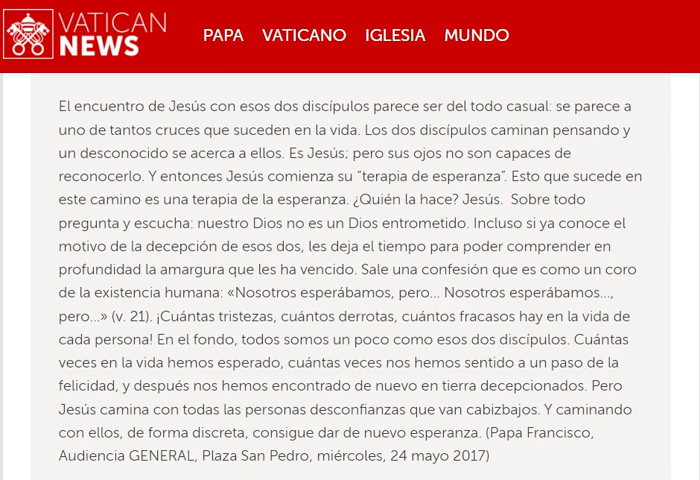 VATICAN
NEWS
PAPA VATICANO IGLESIA MUNDO
El encuentro de Jesús con esos dos discípulos parece ser del todo casual: se parece a
uno de tantos cruces que suceden en la vida. Los dos discípulos caminan pensando y
un desconocido se acerca a ellos. Es Jesús; pero sus ojos no son capaces de
reconocerlo. Y entonces Jesús comienza su “terapia de esperanza”. Esto que sucede en
este camino es una terapia de la esperanza. ¿Quién la hace? Jesús.  Sobre todo
pregunta y escucha: nuestro Dios no es un Dios entrometido. Incluso si ya conoce el
motivo de la decepción de esos dos, les deja el tiempo para poder comprender en
profundidad la amargura que les ha vencido. Sale una confesión que es como un coro
de la existencia humana: «Nosotros esperábamos, pero... Nosotros esperábamos...,
pero...» (v. 21). ¡Cuántas tristezas, cuántos derrotas, cuántos fracasos hay en la vida de
cada persona! En el fondo, todos somos un poco como esos dos discípulos. Cuántas
veces en la vida hemos esperado, cuántas veces nos hemos sentido a un paso de la
felicidad, y después nos hemos encontrado de nuevo en tierra decepcionados. Pero
Jesús camina con todas las personas desconfianzas que van cabizbajos. Y caminando
con ellos, de forma discreta, consigue dar de nuevo esperanza. (Papa Francisco,
Audiencia GENERAL, Plaza San Pedro, miércoles, 24 mayo 2017)